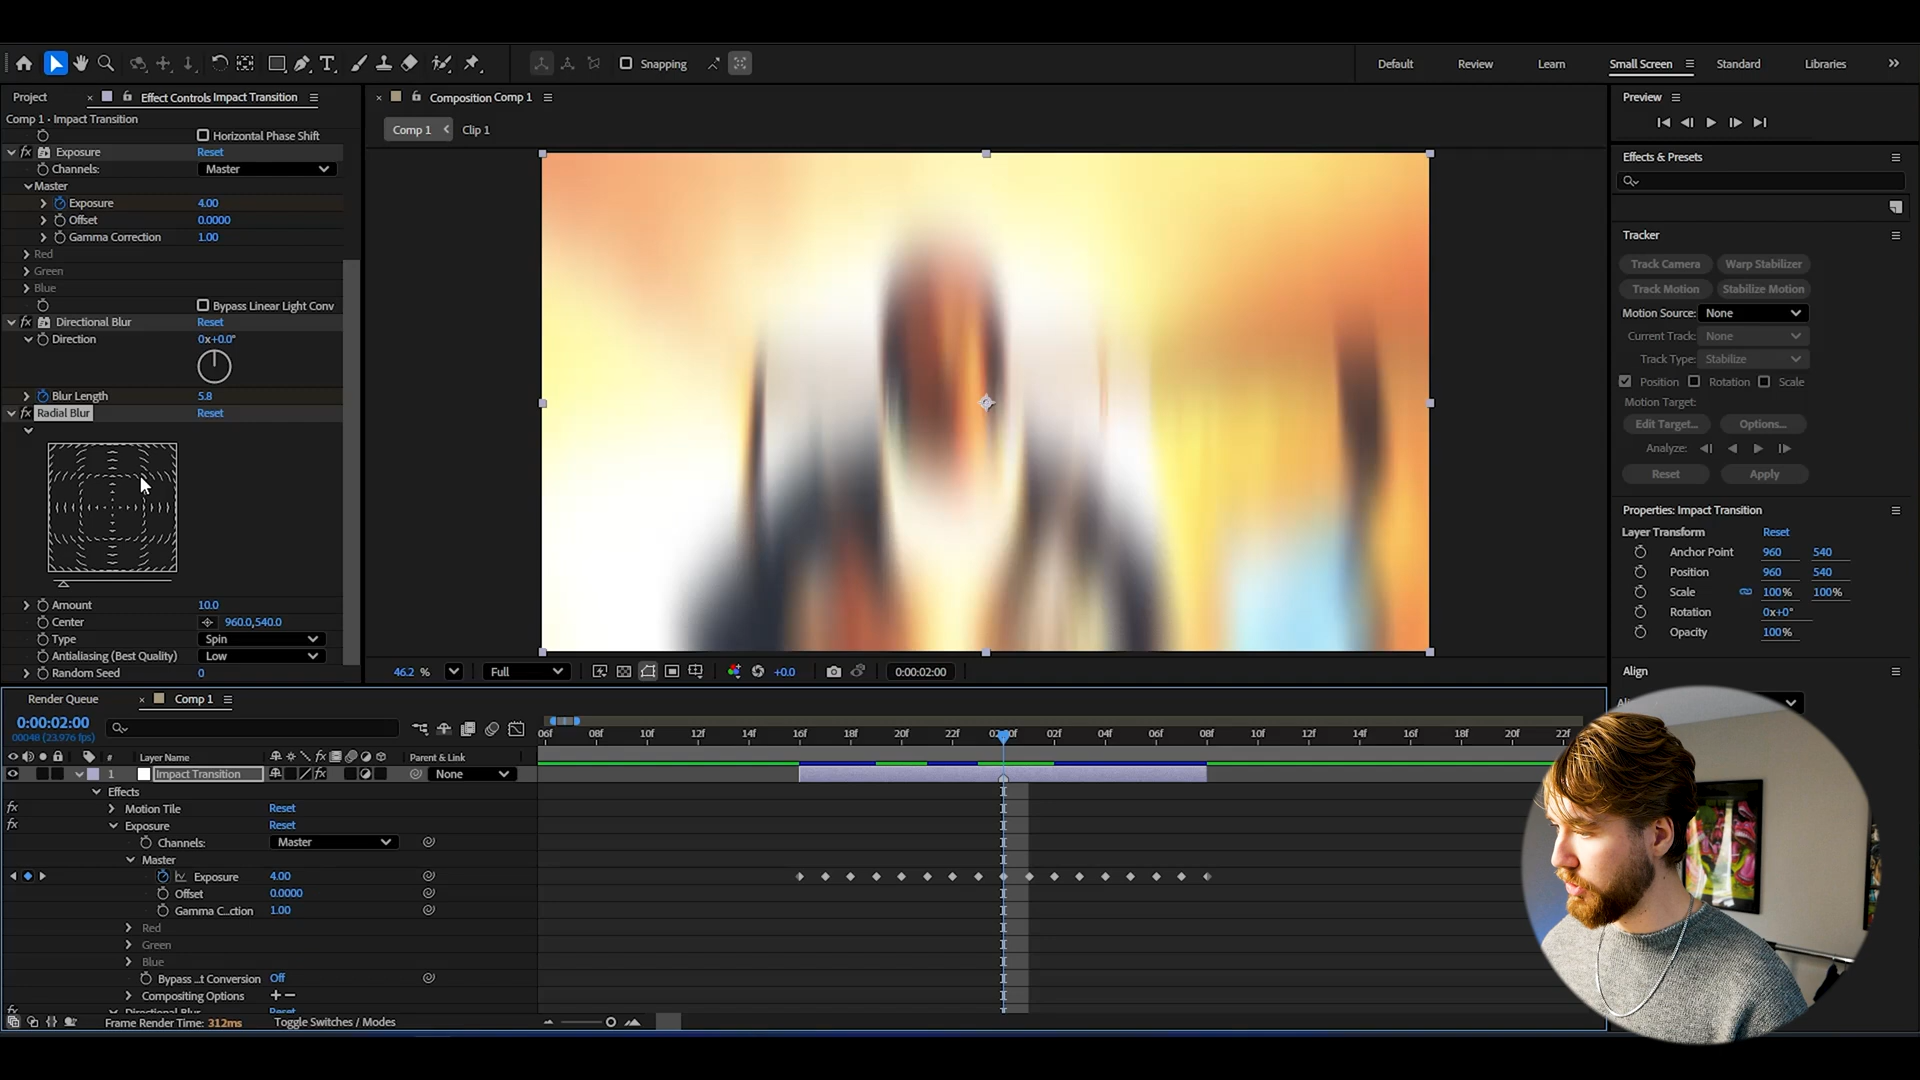 Snapping
Default
Review
Learn
Small Screen
Standard
Libraries
Project
Effect Controls Impact Transition
Composition Comp 1
Preview
Comp 1 · Impact Transition
Comp 1
Clip 1
Horizontal Phase Shift
Exposure
Reset
Channels:
Master
Master
Exposure
4.00
Offset
0.0000
Gamma Correction
1.00
Red
Green
Blue
Bypass Linear Light Conv
Directional Blur
Reset
Direction
0x+0.0°
Blur Length
5.8
Radial Blur
Reset
Amount
10.0
Center
960.0,540.0
Type
Spin
Antialiasing (Best Quality)
Low
Random Seed
0
46.2 %
Full
+0.0
0:00:02:00
Effects & Presets
Tracker
Track Camera
Warp Stabilizer
Track Motion
Stabilize Motion
Motion Source:
None
Current Track:
None
Track Type:
Stabilize
Position
Rotation
Scale
Motion Target:
Edit Target...
Options...
Analyze:
Reset
Apply
Properties: Impact Transition
Layer Transform
Reset
Anchor Point
960
540
Position
960
540
Scale
100%
100%
Rotation
0x+0°
Opacity
100%
Align
Render Queue
Comp 1
0:00:02:00
00048 (23.976 fps)
06f
08f
10f
12f
14f
16f
18f
20f
22f
02f
04f
06f
08f
10f
12f
14f
16f
18f
20f
22f
#
Layer Name
Parent & Link
1
Impact Transition
None
Effects
fx
Motion Tile
Reset
fx
Exposure
Reset
Channels:
Master
Master
Exposure
4.00
Offset
0.0000
Gamma C...ction
1.00
Red
Green
Blue
Bypass ...t Conversion
Off
Compositing Options
+−
Frame Render Time: 312ms
Toggle Switches / Modes